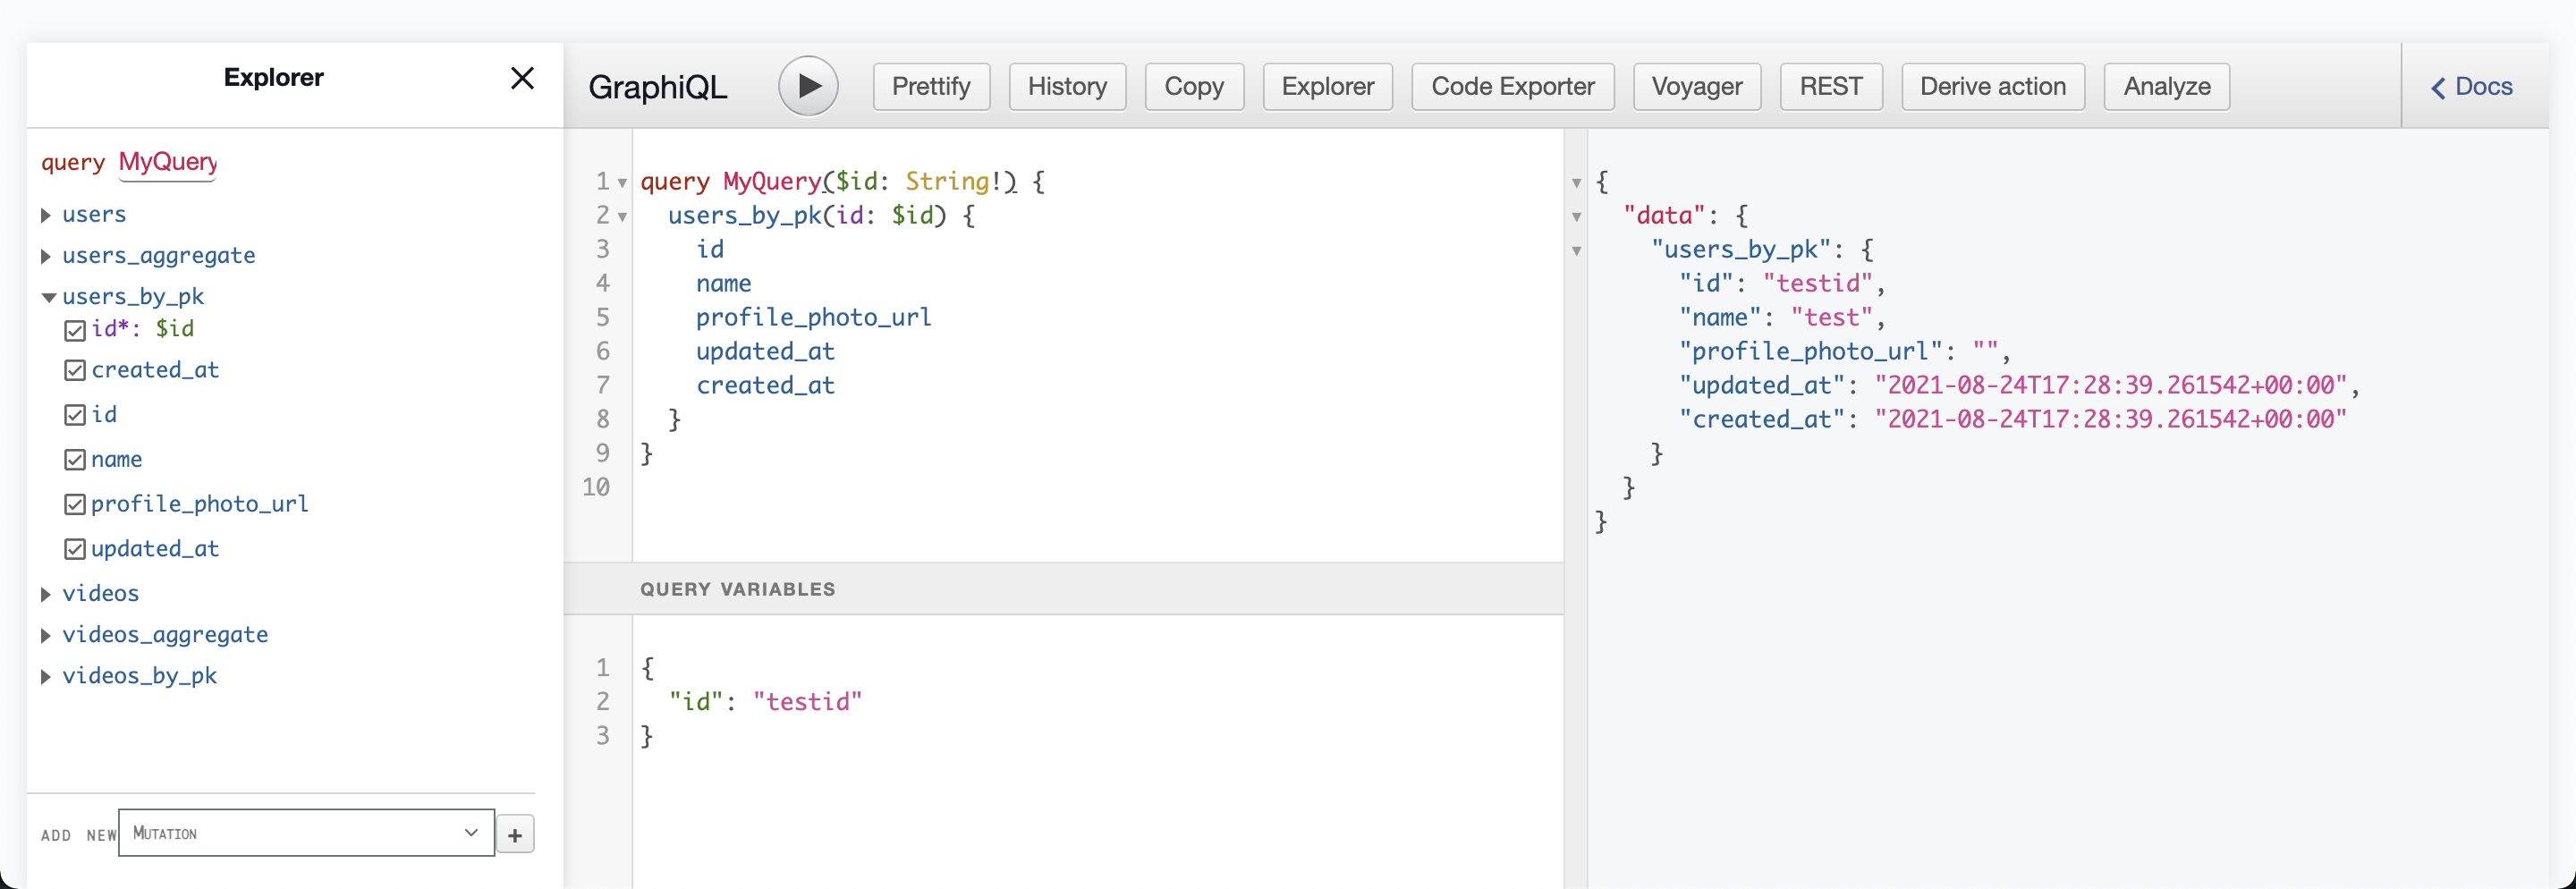 Explorer
query MyQuery
users
users_aggregate
users_by_pk
id*: $id
created_at
id
name
profile_photo_url
updated_at
videos
videos_aggregate
videos_by_pk
ADD NEW Mutation +
GraphiQL Prettify History Copy Explorer Code Exporter Voyager REST Derive action Analyze Docs
1 query MyQuery($id: String!) {
2 users_by_pk(id: $id) {
3 id
4 name
5 profile_photo_url
6 updated_at
7 created_at
8 }
9 }
10
QUERY VARIABLES
1 {
2 "id": "testid"
3 }
{
"data": {
"users_by_pk": {
"id": "testid",
"name": "test",
"profile_photo_url": "",
"updated_at": "2021-08-24T17:28:39.261542+00:00",
"created_at": "2021-08-24T17:28:39.261542+00:00"
}
}
}